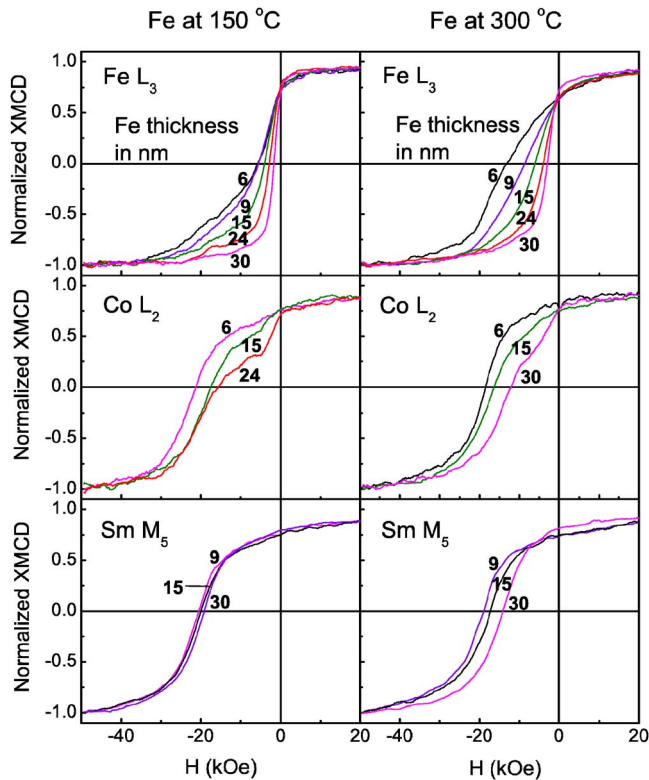 Fe at 150 °C
Fe at 300 °C
Normalized XMCD
1.0
0.5
0.0
-0.5
-1.0
Fe L3
Fe thickness
in nm
6
9
15
24
30
Fe L3
Fe thickness
in nm
6
9
15
24
30
Normalized XMCD
1.0
0.5
0.0
-0.5
-1.0
Co L2
6
15
24
Co L2
6
15
30
Normalized XMCD
1.0
0.5
0.0
-0.5
-1.0
Sm M5
9
15
30
Sm M5
9
15
30
-40 -20 0 20
-40 -20 0 20
H (kOe)
H (kOe)